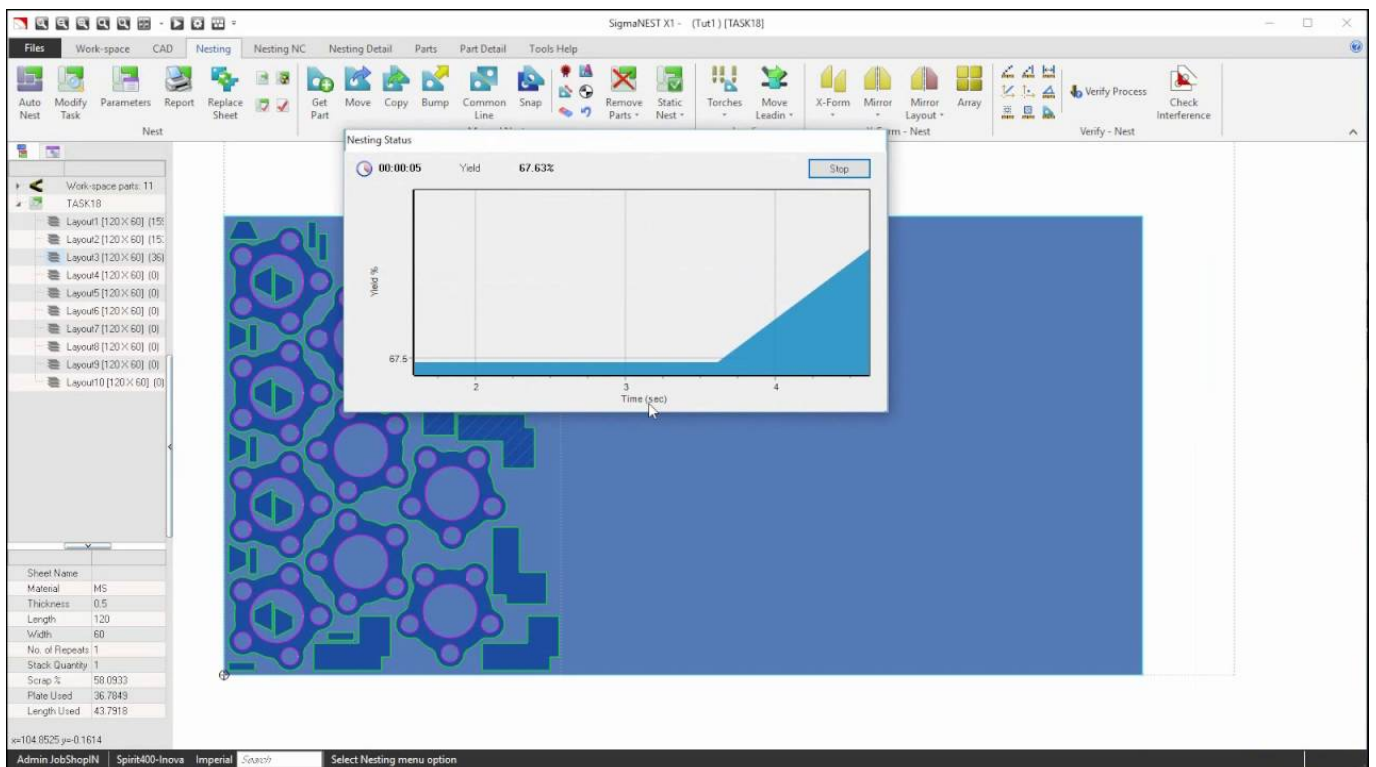 SigmaNEST X1 - (Tut1 ) [TASK18]
Files Work-space CAD Nesting Nesting NC Nesting Detail Parts Part Detail Tools Help
Auto Nest
Modify Task
Parameters
Report
Replace Sheet
Get Part
Move
Copy
Bump
Common Line
Snap
Remove Parts
Static Nest
Torches
Move Leadin
X-Form
Mirror
Mirror Layout
Array
Verify Process
Check Interference
Nest
m - Nest
Verify - Nest
Nesting Status
00:00:05 Yield 67.63% Stop
Yield %
67.5
2 3 4
Time (sec)
Work-space parts: 11
TASK18
Layout1 [120 X 60] (15
Layout2 [120 X 60] (15
Layout3 [120 X 60] (36)
Layout4 [120 X 60] (0)
Layout5 [120 X 60] (0)
Layout6 [120 X 60] (0)
Layout7 [120 X 60] (0)
Layout8 [120 X 60] (0)
Layout9 [120 X 60] (0)
Layout10 [120 X 60] (0)
Sheet Name
Material MS
Thickness 0.5
Length 120
Width 60
No. of Repeats 1
Stack Quantity 1
Scrap % 58.0933
Plate Used 36.7849
Length Used 43.7918
x=104.8525 y=-0.1614
Admin JobShopIN Spirit400-Inova Imperial Search Select Nesting menu option